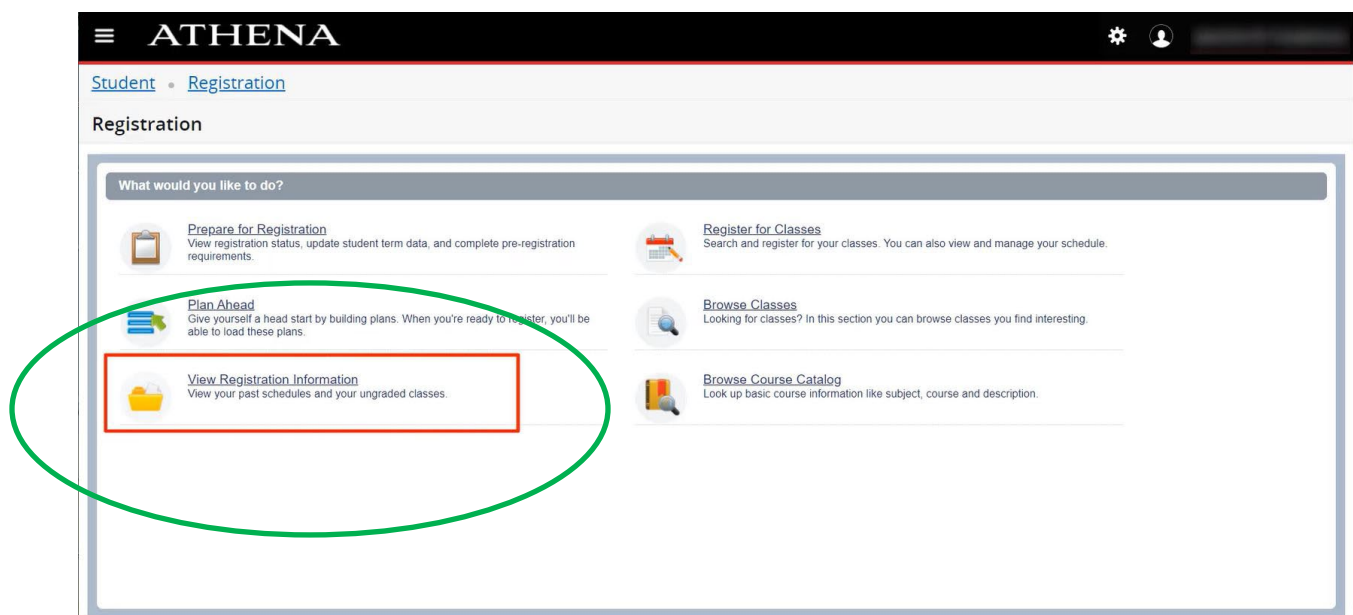 ATHENA
Student • Registration
Registration
What would you like to do?
Prepare for Registration
View registration status, update student term data, and complete pre-registration
requirements.
Register for Classes
Search and register for your classes. You can also view and manage your schedule.
Plan Ahead
Give yourself a head start by building plans. When you're ready to register, you'll be
able to load these plans.
Browse Classes
Looking for classes? In this section you can browse classes you find interesting.
View Registration Information
View your past schedules and your ungraded classes.
Browse Course Catalog
Look up basic course information like subject, course and description.